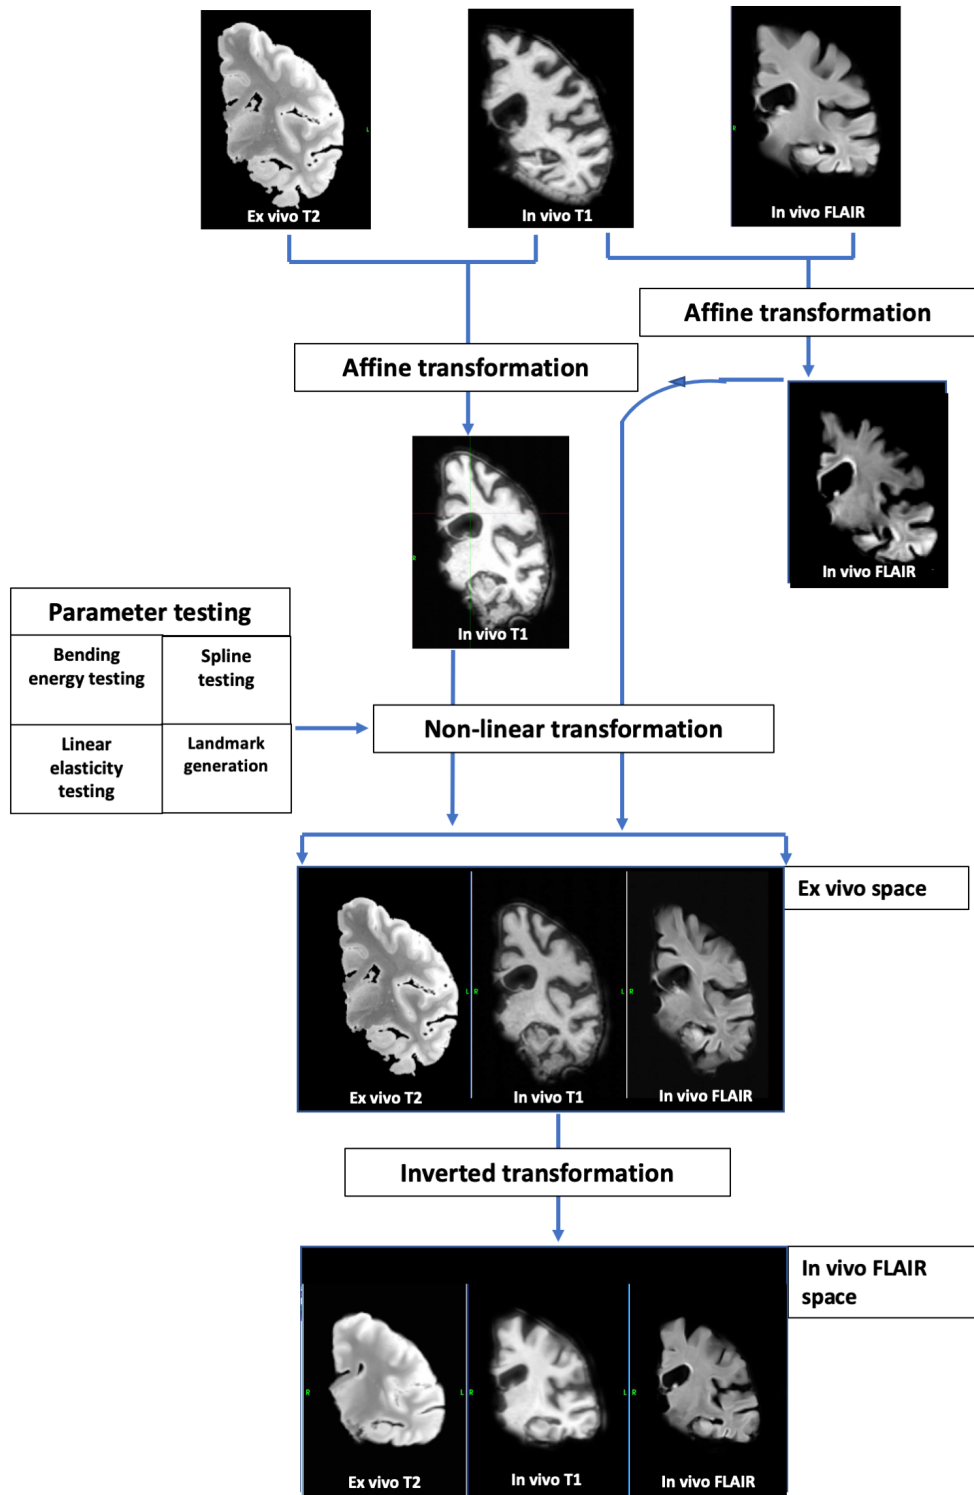 L
R
Ex vivo T2
In vivo T1
In vivo FLAIR
Affine transformation
Affine transformation
R
In vivo T1
In vivo FLAIR
Parameter testing
Bending
energy testing
Spline
testing
Linear
elasticity
testing
Landmark
generation
Non-linear transformation
Ex vivo space
L R
L R
Ex vivo T2
In vivo T1
In vivo FLAIR
Inverted transformation
In vivo FLAIR
space
R
L R
L R
Ex vivo T2
In vivo T1
In vivo FLAIR